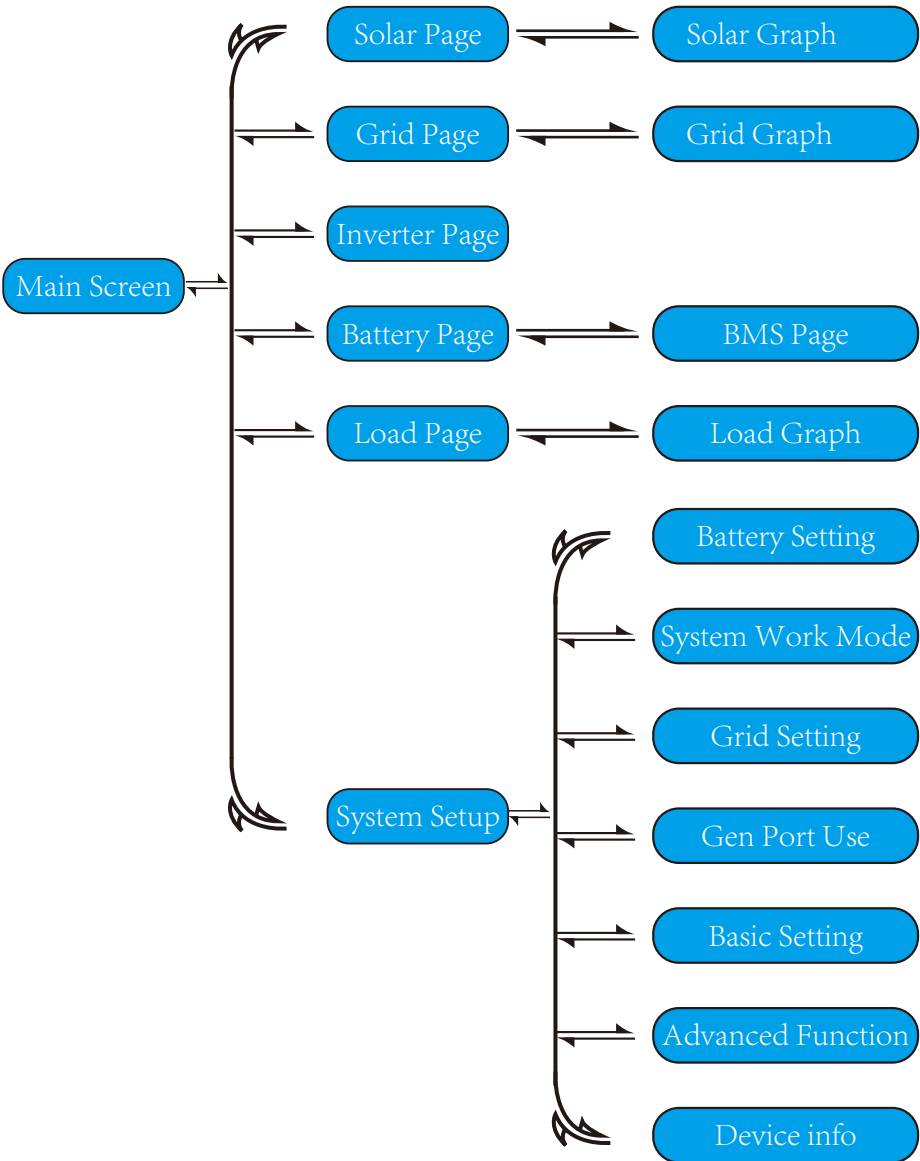 Solar Page
Solar Graph
Grid Page
Grid Graph
Inverter Page
Main Screen
Battery Page
BMS Page
Load Page
Load Graph
Battery Setting
System Work Mode
Grid Setting
System Setup
Gen Port Use
Basic Setting
Advanced Function
Device info